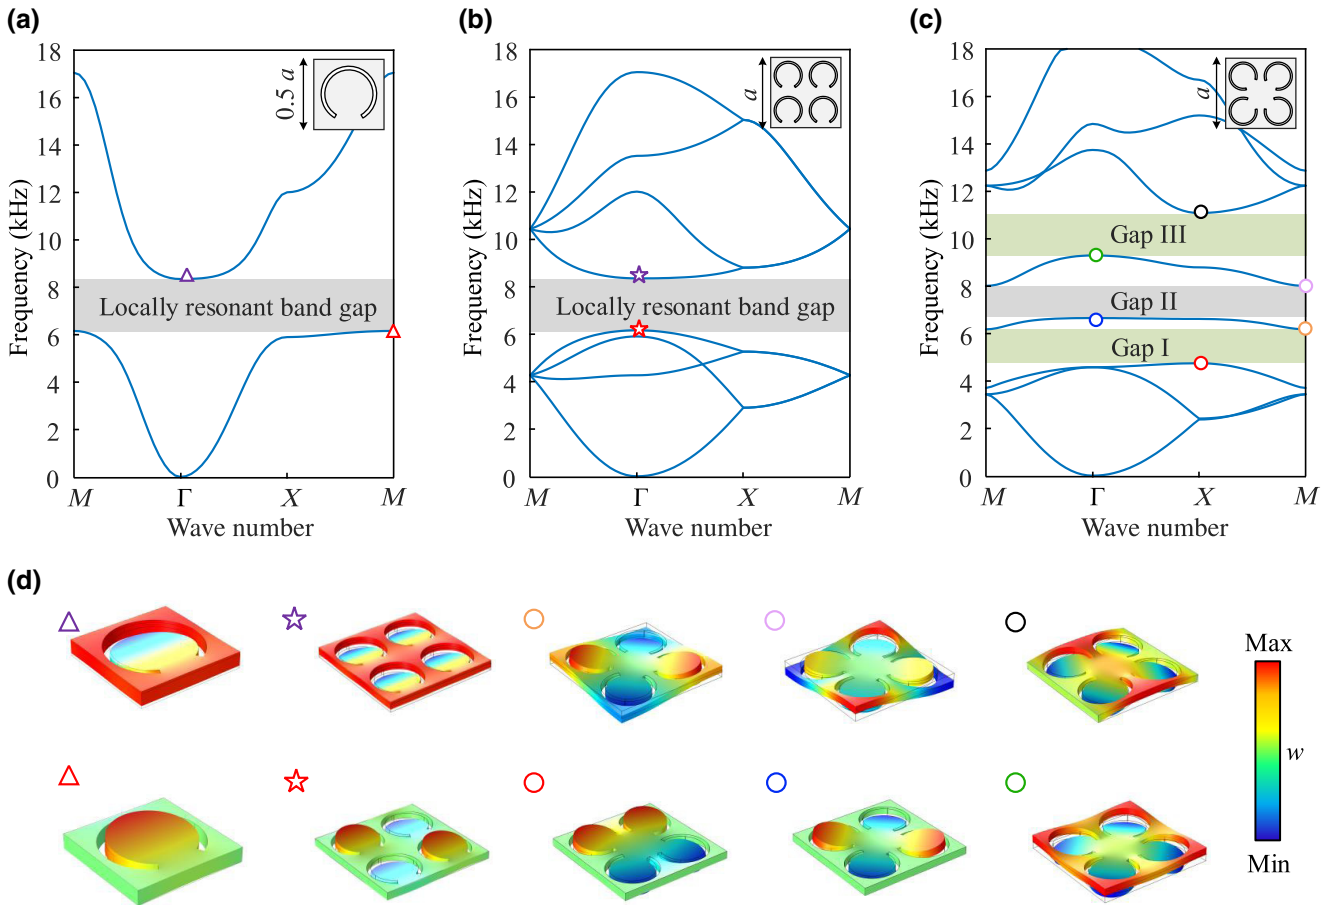 (a)
18
16
14
12
10
8
6
4
2
0
Frequency (kHz)
0.5 a
Locally resonant band gap
M Γ X M
Wave number
(b)
18
16
14
12
10
8
6
4
2
0
Frequency (kHz)
a
Locally resonant band gap
M Γ X M
Wave number
(c)
18
16
14
12
10
8
6
4
2
0
Frequency (kHz)
a
Gap III
Gap II
Gap I
M Γ X M
Wave number
(d)
Max
w
Min